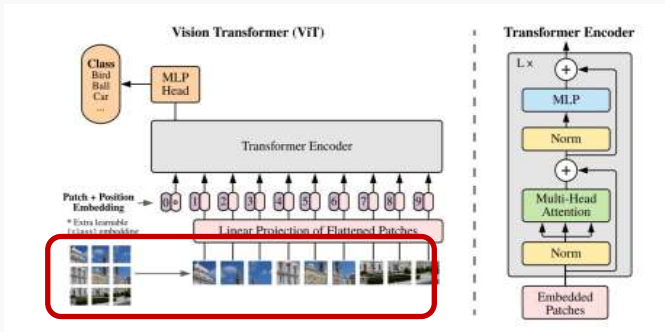 Vision Transformer (ViT)
Class
Bird
Ball
Car
...
MLP
Head
Transformer Encoder
Patch + Position
Embedding
0 * 1 2 3 4 5 6 7 8 9
* Extra learnable
[class] embedding
Linear Projection of Flattened Patches
Transformer Encoder
L ×
+
MLP
Norm
+
Multi-Head
Attention
Norm
Embedded
Patches